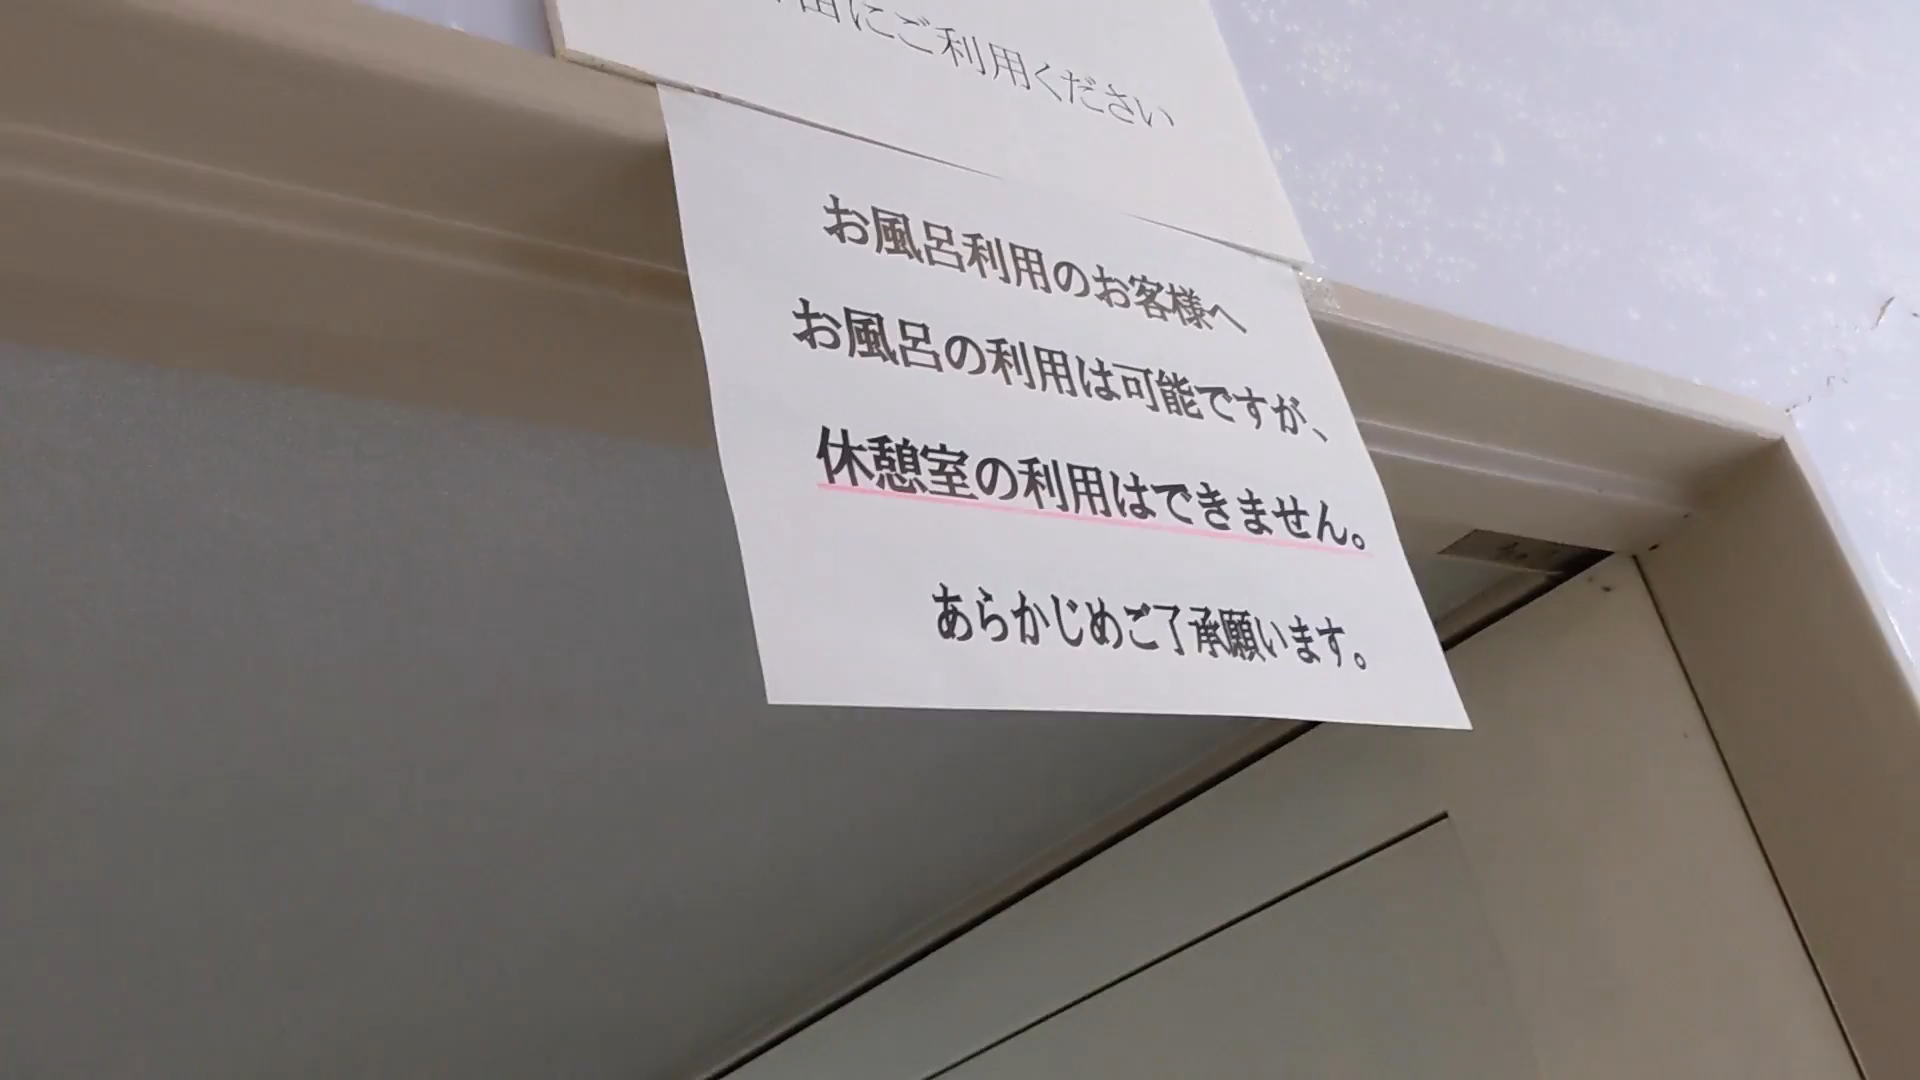 由にご利用ください
お風呂利用のお客様へ
お風呂の利用は可能ですが、
休憩室の利用はできません。
あらかじめご了承願います。